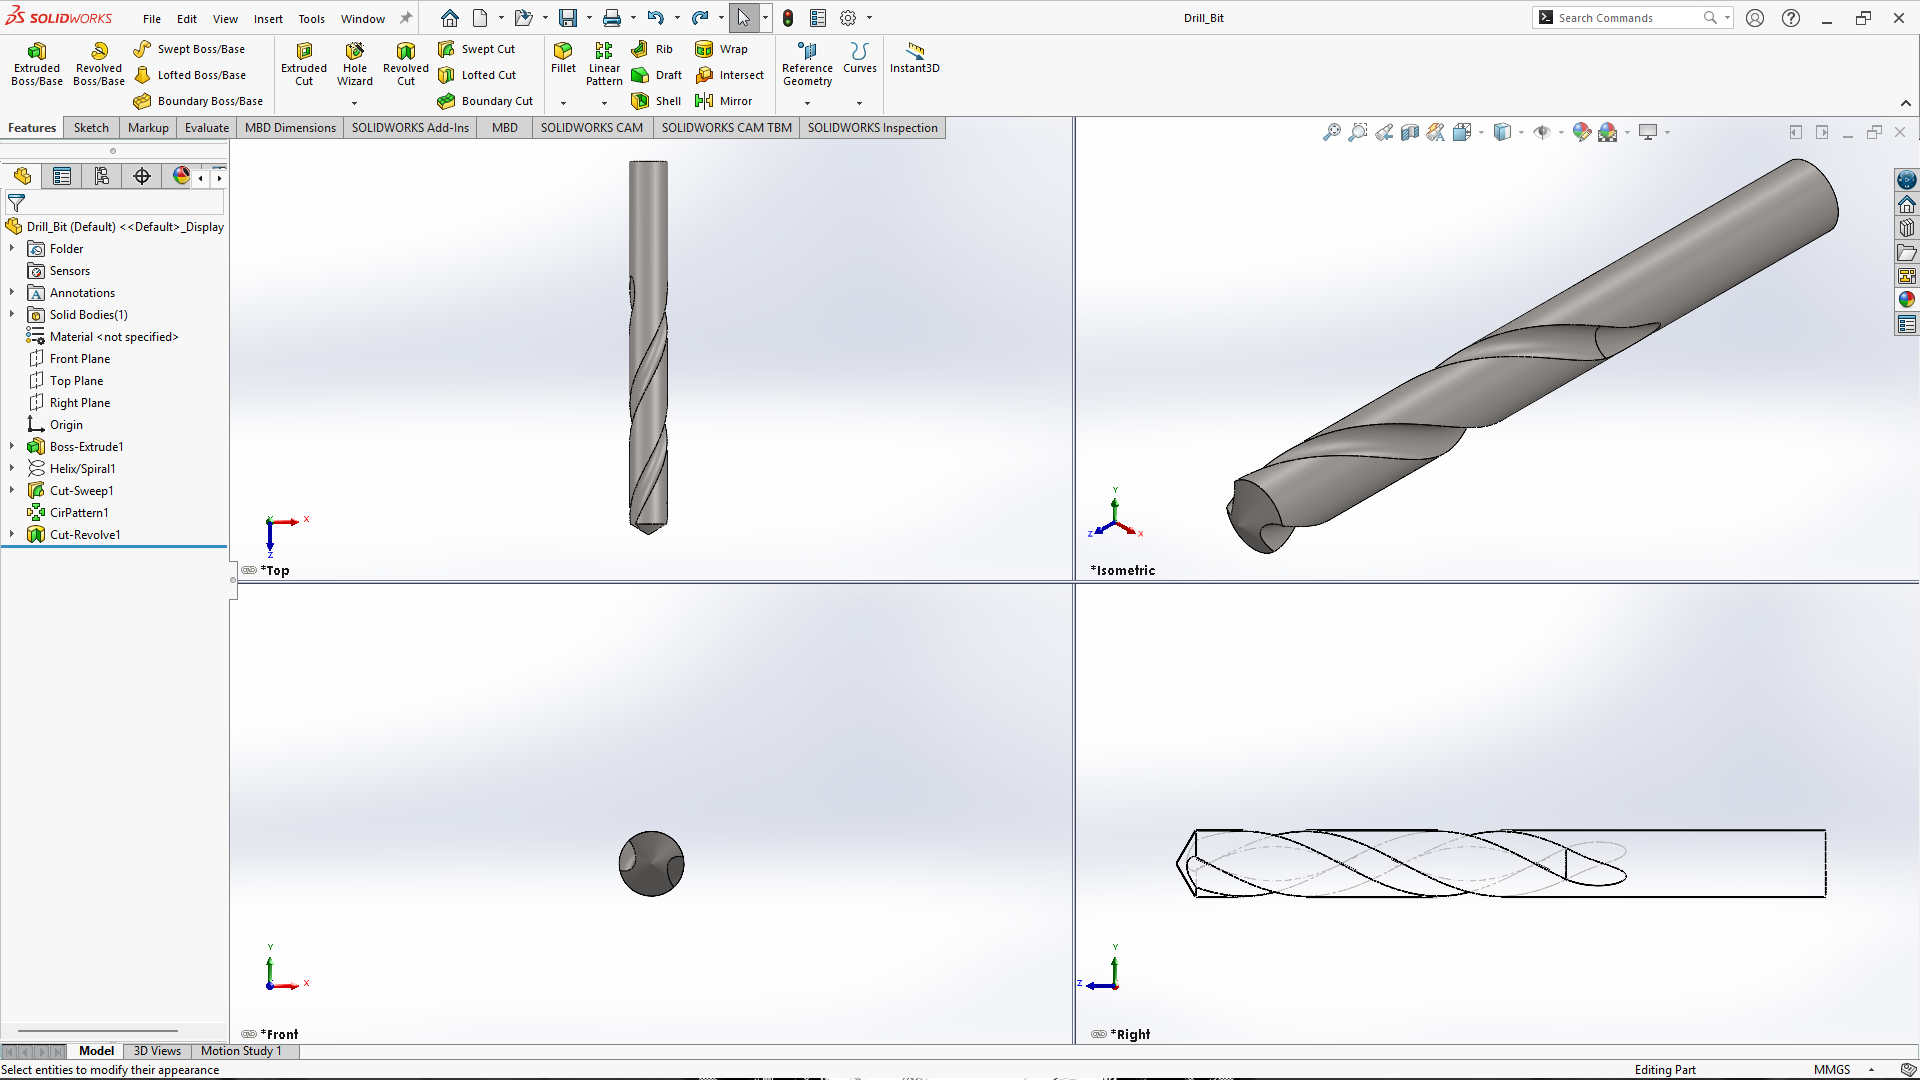 SOLIDWORKS File Edit View Insert Tools Window Drill_Bit Search Commands
Extruded Boss/Base
Revolved Boss/Base
Swept Boss/Base
Lofted Boss/Base
Boundary Boss/Base
Extruded Cut
Hole Wizard
Revolved Cut
Swept Cut
Lofted Cut
Boundary Cut
Fillet
Linear Pattern
Rib
Draft
Shell
Wrap
Intersect
Mirror
Reference Geometry
Curves
Instant3D
Features Sketch Markup Evaluate MBD Dimensions SOLIDWORKS Add-Ins MBD SOLIDWORKS CAM SOLIDWORKS CAM TBM SOLIDWORKS Inspection
Drill_Bit (Default) <<Default>_Display
Folder
Sensors
Annotations
Solid Bodies(1)
Material <not specified>
Front Plane
Top Plane
Right Plane
Origin
Boss-Extrude1
Helix/Spiral1
Cut-Sweep1
CirPattern1
Cut-Revolve1
Y X
Z
*Top
Y
Z X
*Isometric
Y
X
*Front
Y
Z
*Right
Model 3D Views Motion Study 1
Select entities to modify their appearance Editing Part MMGS